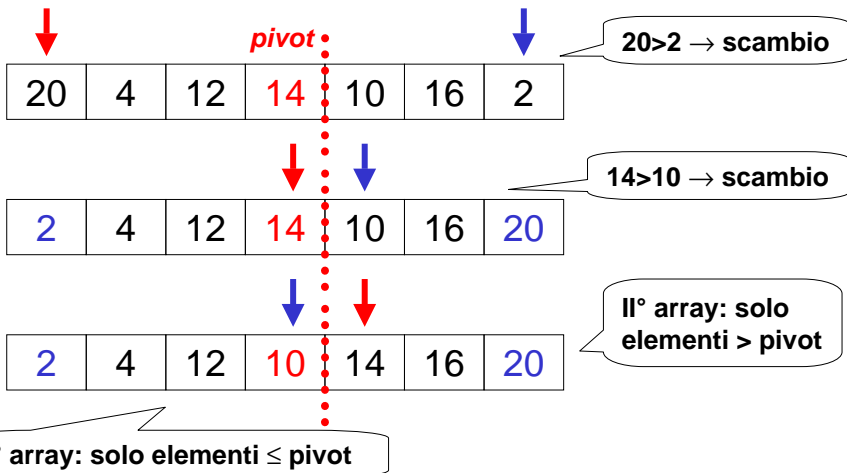 pivot
20>2 → scambio
20 4 12 14 10 16 2
14>10 → scambio
2 4 12 14 10 16 20
II° array: solo
elementi > pivot
2 4 12 10 14 16 20
° array: solo elementi ≤ pivot